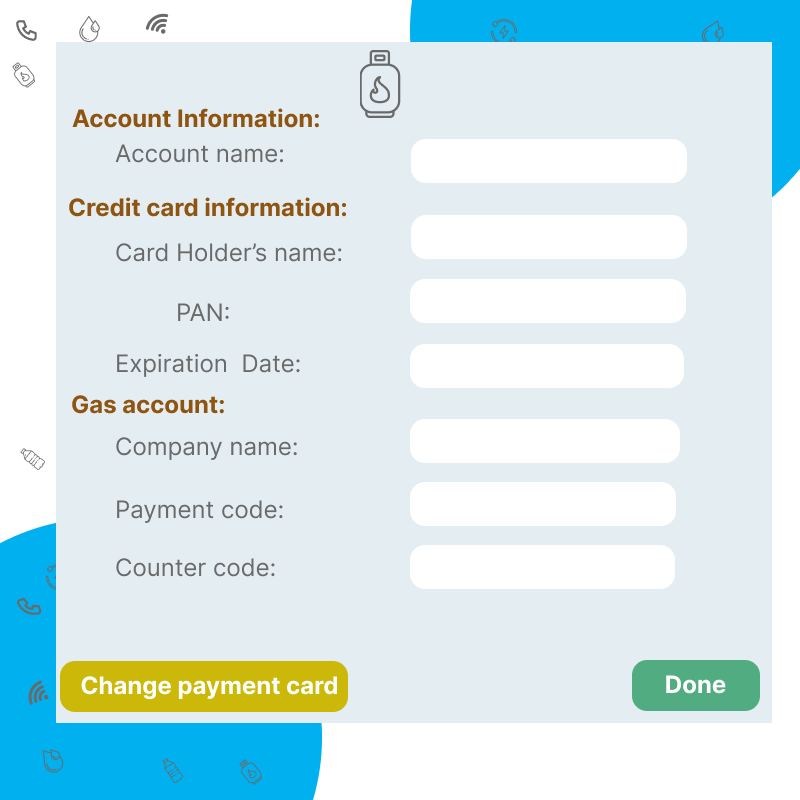 Account Information:
Account name:
Credit card information:
Card Holder’s name:
PAN:
Expiration  Date:
Gas account:
Company name:
Payment code:
Counter code:
Change payment card
Done